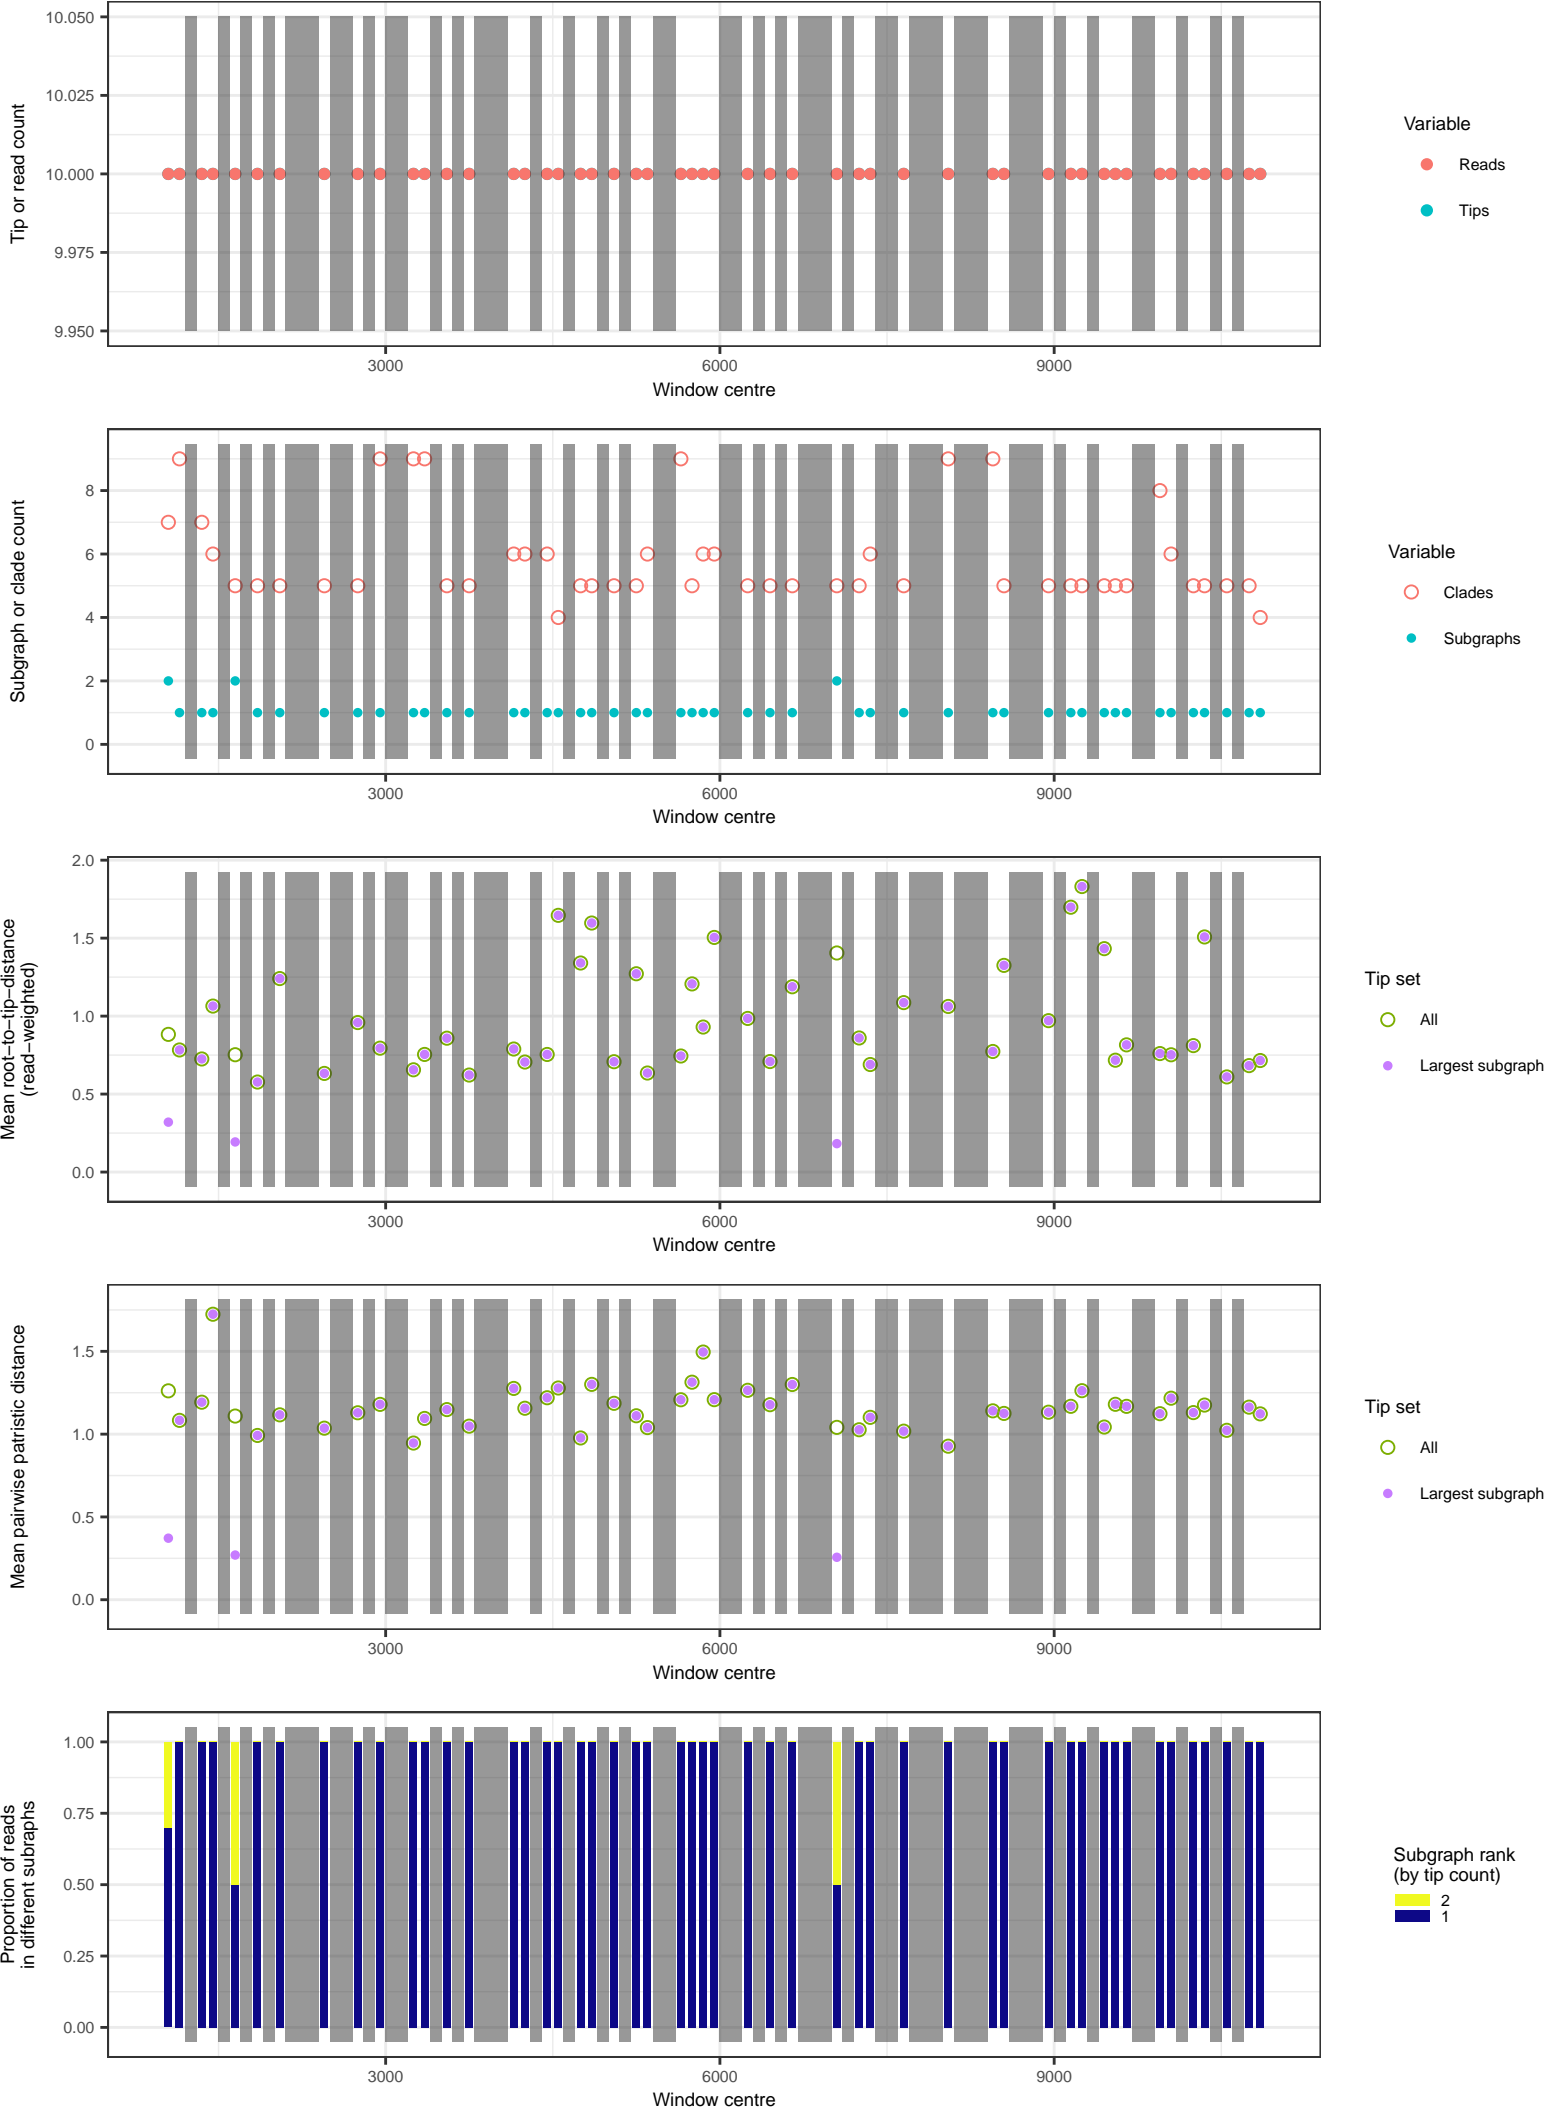 10.050
10.025
10.000
9.975
9.950
Tip or read count
3000
6000
9000
Window centre
Variable
Reads
Tips
8
6
4
2
0
Subgraph or clade count
3000
6000
9000
Window centre
Variable
Clades
Subgraphs
2.0
1.5
1.0
0.5
0.0
Mean root−to−tip−distance
(read−weighted)
3000
6000
9000
Window centre
Tip set
All
Largest subgraph
1.5
1.0
0.5
0.0
Mean pairwise patristic distance
3000
6000
9000
Window centre
Tip set
All
Largest subgraph
1.00
0.75
0.50
0.25
0.00
Proportion of reads
in different subraphs
3000
6000
9000
Window centre
Subgraph rank
(by tip count)
2
1